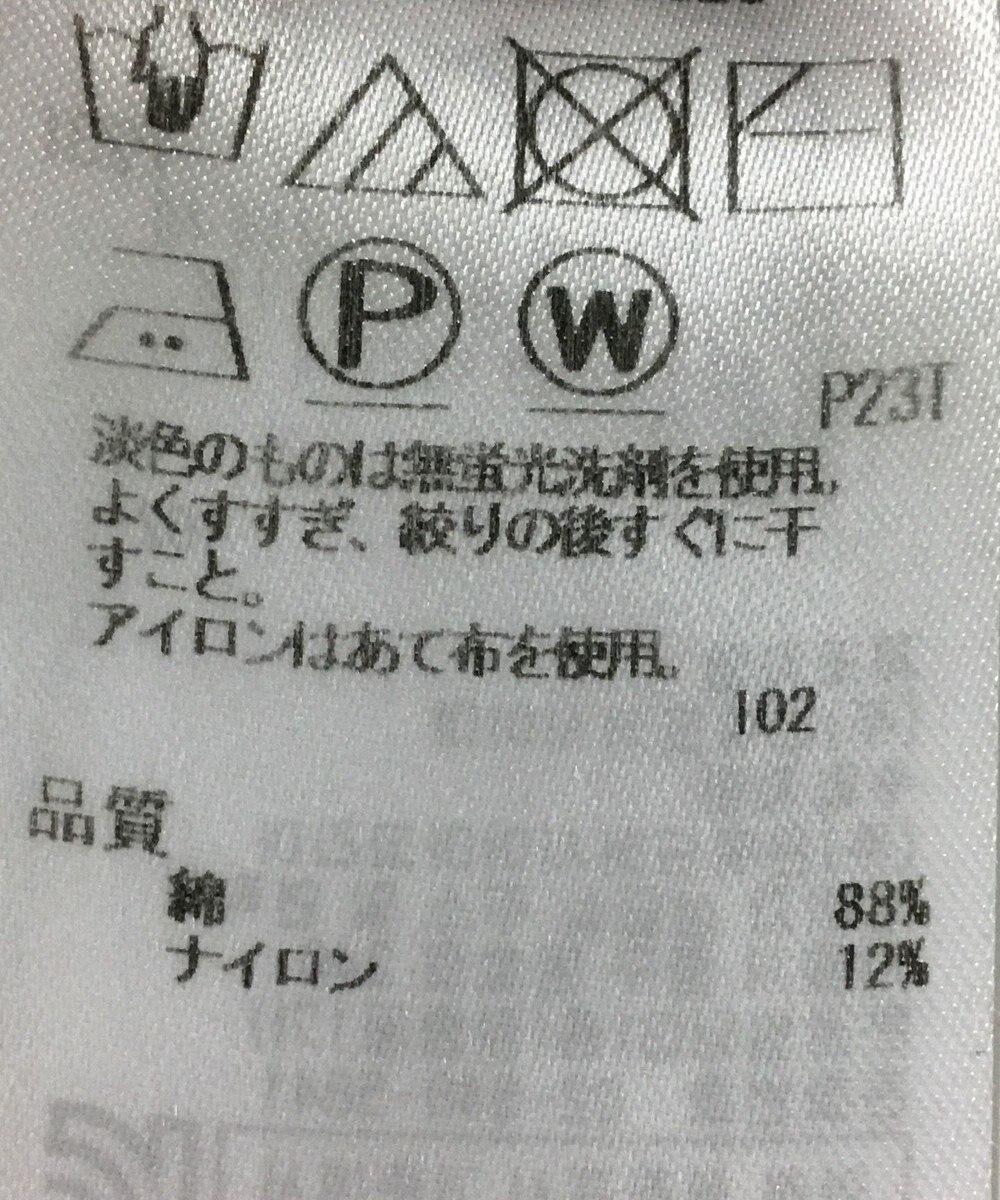 P
W
P23T
淡色のものは無蛍光洗剤を使用。
よくすすぎ、絞りの後すぐに干
すこと。
アイロンはあて布を使用。
102
品質
綿 88%
ナイロン 12%